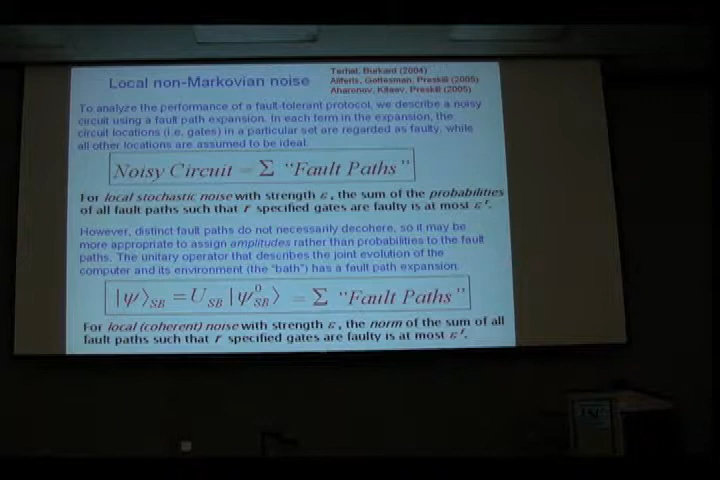 Local non-Markovian noise
Terhal, Burkard (2004)
Aliferis, Gottesman, Preskill (2005)
Aharonov, Kitaev, Preskill (2005)
To analyze the performance of a fault-tolerant protocol, we describe a noisy
circuit using a fault path expansion. In each term in the expansion, the
circuit locations (i.e. gates) in a particular set are regarded as faulty, while
all other locations are assumed to be ideal.
Noisy Circuit = Σ "Fault Paths"
For local stochastic noise with strength ε, the sum of the probabilities
of all fault paths such that r specified gates are faulty is at most ε^r.
However, distinct fault paths do not necessarily decohere, so it may be
more appropriate to assign amplitudes rather than probabilities to the fault
paths. The unitary operator that describes the joint evolution of the
computer and its environment (the "bath") has a fault path expansion:
|ψ⟩_SB = U_SB |ψ^0_SB⟩ = Σ "Fault Paths"
For local (coherent) noise with strength ε, the norm of the sum of all
fault paths such that r specified gates are faulty is at most ε^r.